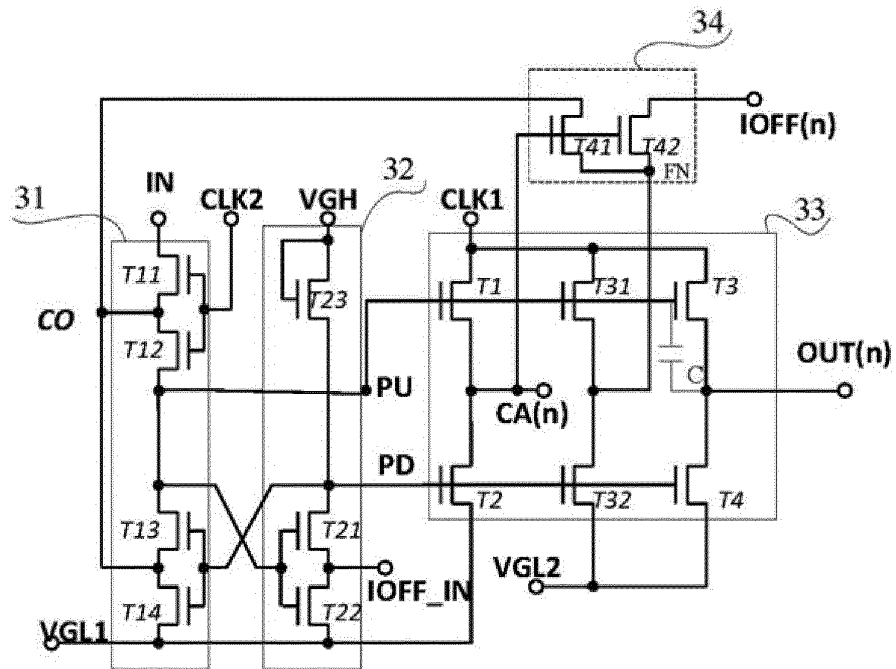 34
IOFF(n)
T41
T42
FN
31
IN
CLK2
VGH
32
CLK1
33
T11
T23
T1
T31
T3
CO
T12
C
OUT(n)
PU
CA(n)
PD
T13
T21
T2
T32
T4
IOFF_IN
VGL2
T14
T22
VGL1